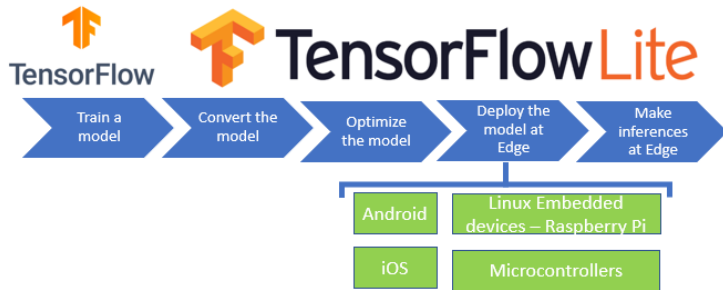 TensorFlow
TensorFlow Lite
Train a
model
Convert the
model
Optimize
the model
Deploy the
model at
Edge
Make
inferences
at Edge
Android
Linux Embedded
devices – Raspberry Pi
iOS
Microcontrollers